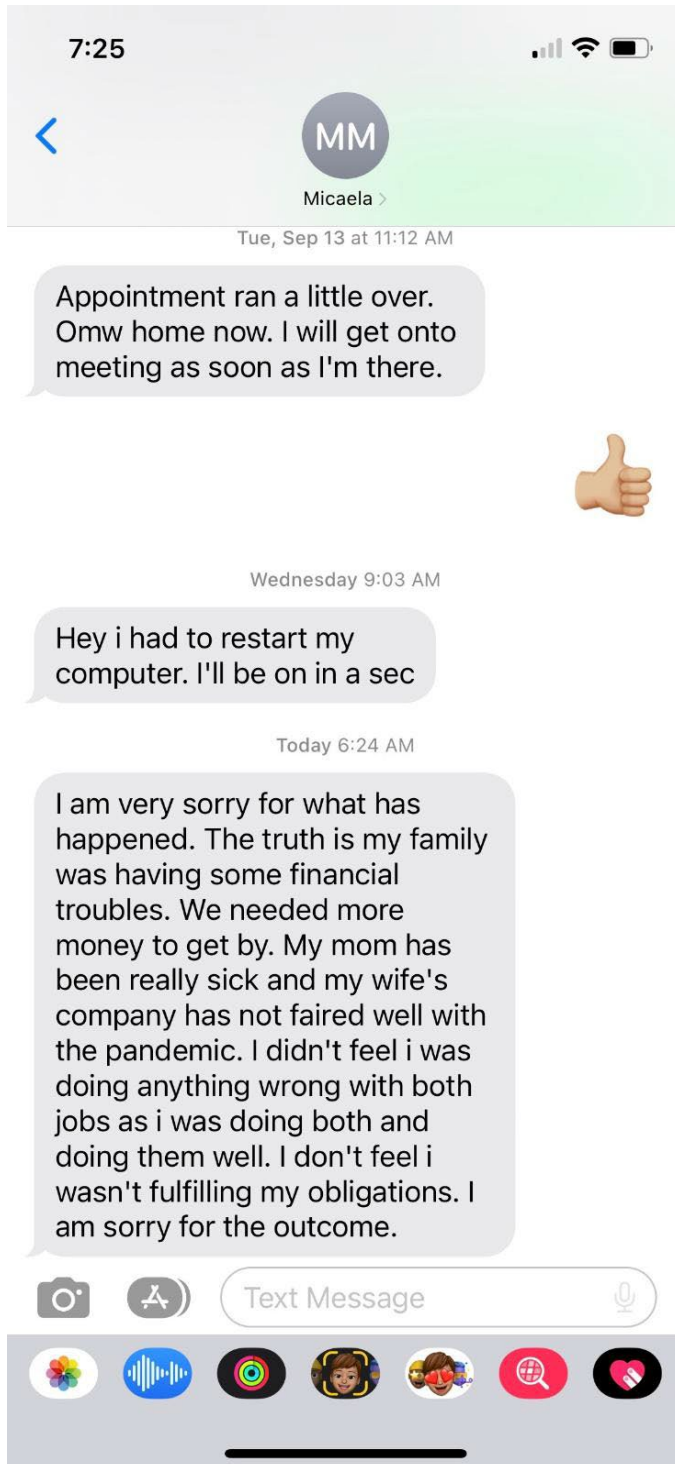 7:25
MM
Micaela >
Tue, Sep 13 at 11:12 AM
Appointment ran a little over.
Omw home now. I will get onto
meeting as soon as I'm there.
Wednesday 9:03 AM
Hey i had to restart my
computer. I'll be on in a sec
Today 6:24 AM
I am very sorry for what has
happened. The truth is my family
was having some financial
troubles. We needed more
money to get by. My mom has
been really sick and my wife's
company has not faired well with
the pandemic. I didn't feel i was
doing anything wrong with both
jobs as i was doing both and
doing them well. I don't feel i
wasn't fulfilling my obligations. I
am sorry for the outcome.
Text Message